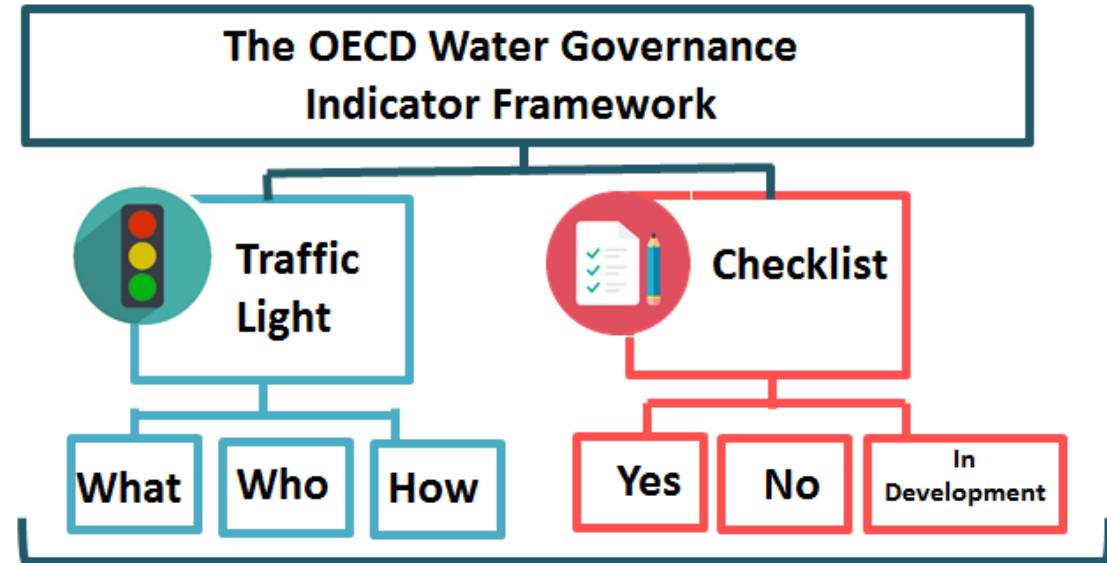 The OECD Water Governance
Indicator Framework
Traffic
Light
Checklist
What
Who
How
Yes
No
In
Development